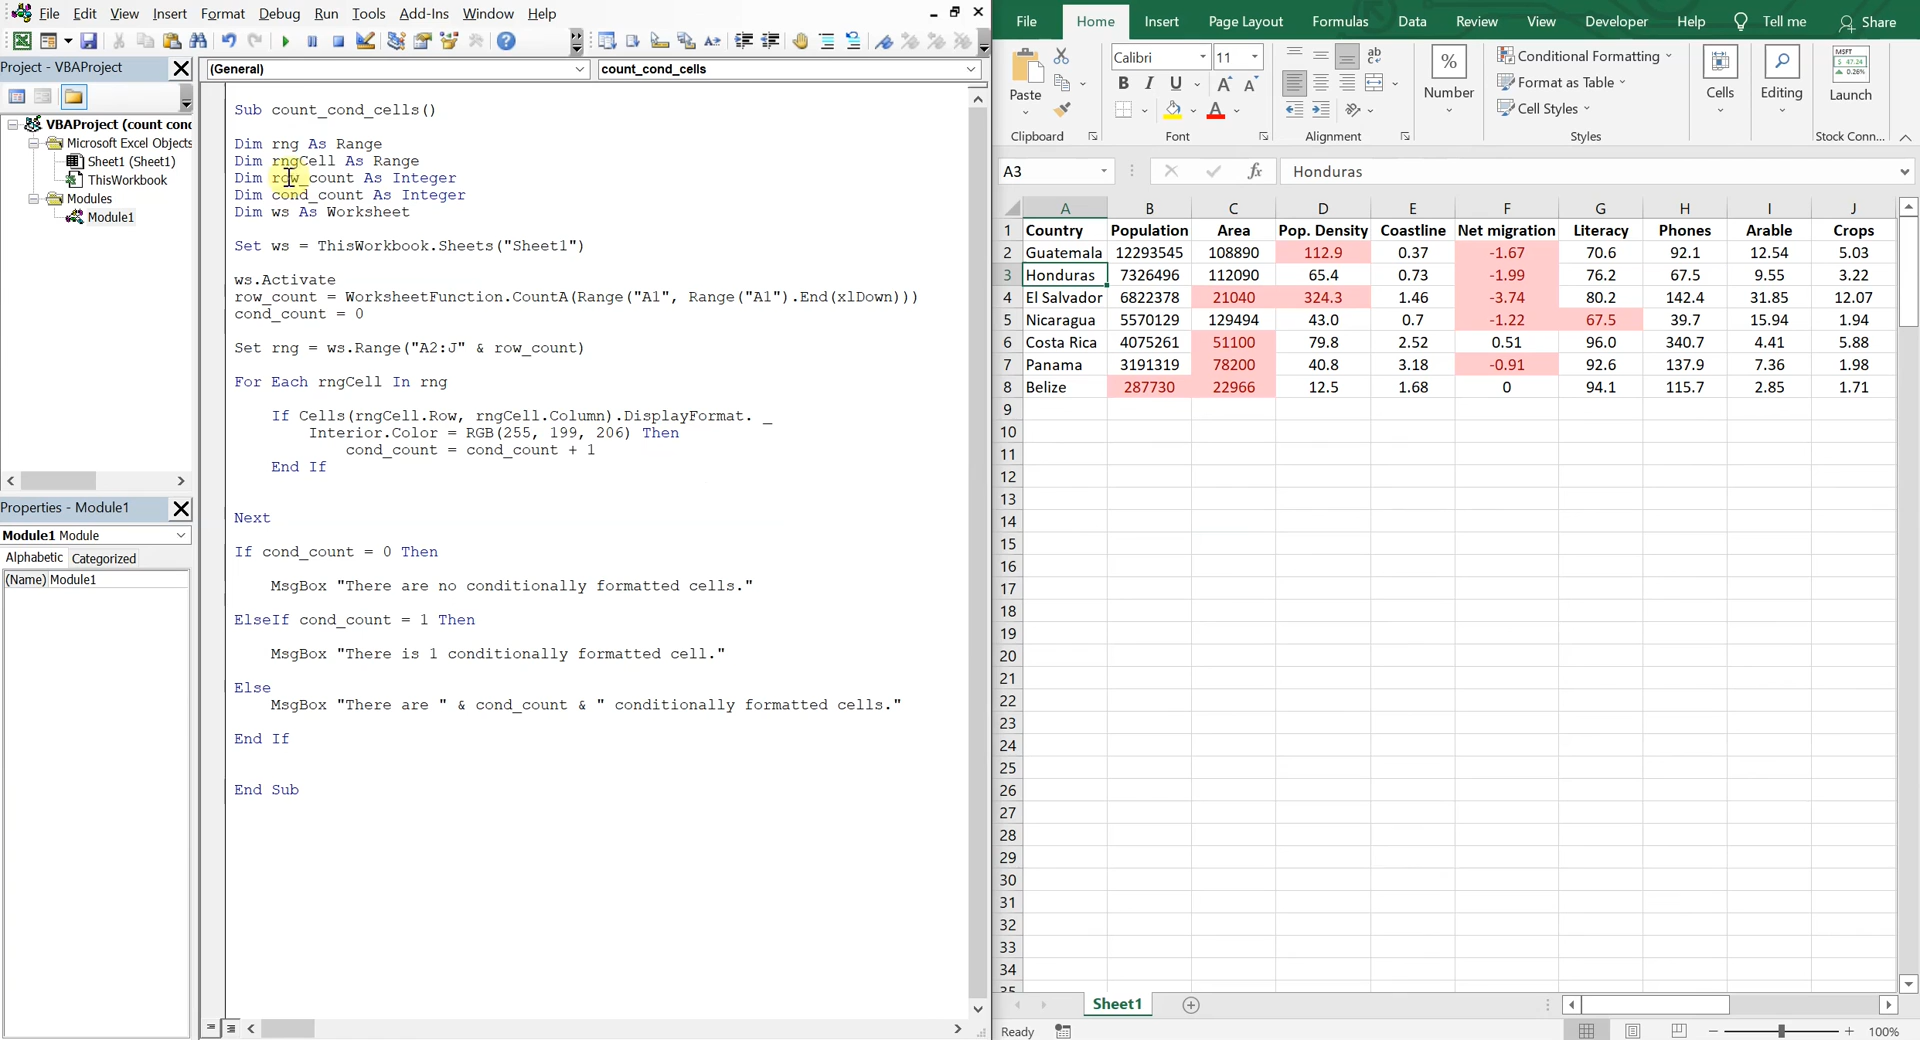 File Edit View Insert Format Debug Run Tools Add-Ins Window Help
Project - VBAProject
VBAProject (count cond
Microsoft Excel Objects
Sheet1 (Sheet1)
ThisWorkbook
Modules
Module1
Properties - Module1
Module1 Module
Alphabetic Categorized
(Name) Module1
(General) count_cond_cells
Sub count_cond_cells()
Dim rng As Range
Dim rngCell As Range
Dim row_count As Integer
Dim cond_count As Integer
Dim ws As Worksheet
Set ws = ThisWorkbook.Sheets("Sheet1")
ws.Activate
row_count = WorksheetFunction.CountA(Range("A1", Range("A1").End(xlDown)))
cond_count = 0
Set rng = ws.Range("A2:J" & row_count)
For Each rngCell In rng
If Cells(rngCell.Row, rngCell.Column).DisplayFormat. _
Interior.Color = RGB(255, 199, 206) Then
cond_count = cond_count + 1
End If
Next
If cond_count = 0 Then
MsgBox "There are no conditionally formatted cells."
ElseIf cond_count = 1 Then
MsgBox "There is 1 conditionally formatted cell."
Else
MsgBox "There are " & cond_count & " conditionally formatted cells."
End If
End Sub
File Home Insert Page Layout Formulas Data Review View Developer Help Tell me Share
Paste
Clipboard
Calibri 11
B I U
A A
A
Font
ab
Alignment
%
Number
Conditional Formatting
Format as Table
Cell Styles
Styles
Cells
Editing
MSFT
$ 47.24
0.26%
Launch
Stock Conn...
A3 fx Honduras
A B C D E F G H I J
1 Country Population Area Pop. Density Coastline Net migration Literacy Phones Arable Crops
2 Guatemala 12293545 108890 112.9 0.37 -1.67 70.6 92.1 12.54 5.03
3 Honduras 7326496 112090 65.4 0.73 -1.99 76.2 67.5 9.55 3.22
4 El Salvador 6822378 21040 324.3 1.46 -3.74 80.2 142.4 31.85 12.07
5 Nicaragua 5570129 129494 43.0 0.7 -1.22 67.5 39.7 15.94 1.94
6 Costa Rica 4075261 51100 79.8 2.52 0.51 96.0 340.7 4.41 5.88
7 Panama 3191319 78200 40.8 3.18 -0.91 92.6 137.9 7.36 1.98
8 Belize 287730 22966 12.5 1.68 0 94.1 115.7 2.85 1.71
9
10
11
12
13
14
15
16
17
18
19
20
21
22
23
24
25
26
27
28
29
30
31
32
33
34
35
Sheet1
Ready 100%